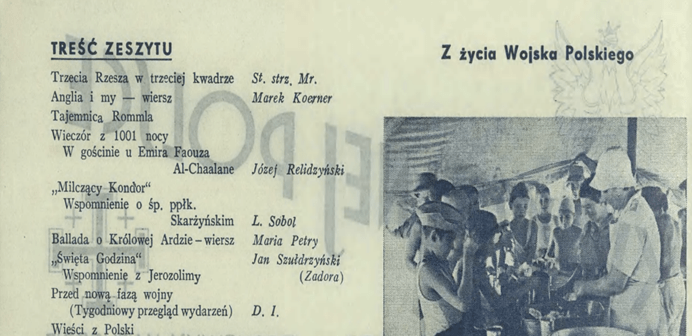 TREŚĆ ZESZYTU
Trzecia Rzesza w trzeciej kwadrze St. strz. Mr.
Anglia i my — wiersz Marek Koerner
Tajemnica Rommla
Wieczór z 1001 nocy
W gościnie u Emira Faouza
Al-Chaalane Józej Relidzyński
„Milczący Kondor"
Wspomnienie o śp. ppłk.
Skarżyńskim L. Sobol
Ballada o Królowej Ardzie – wiersz Maria Petry
„Święta Godzina" Jan Szułdrzyński
Wspomnienie z Jerozolimy (Zadora)
Przed nową fazą wojny
(Tygodniowy przegląd wydarzeń) D. I.
Wieści z Polski
Z życia Wojska Polskiego